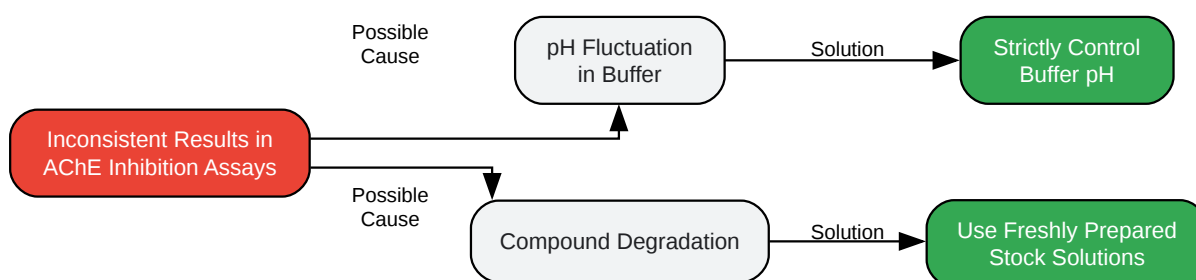 Possible
Cause
pH Fluctuation
in Buffer
Solution
Strictly Control
Buffer pH
Inconsistent Results in
AChE Inhibition Assays
Possible
Cause
Compound Degradation
Solution
Use Freshly Prepared
Stock Solutions